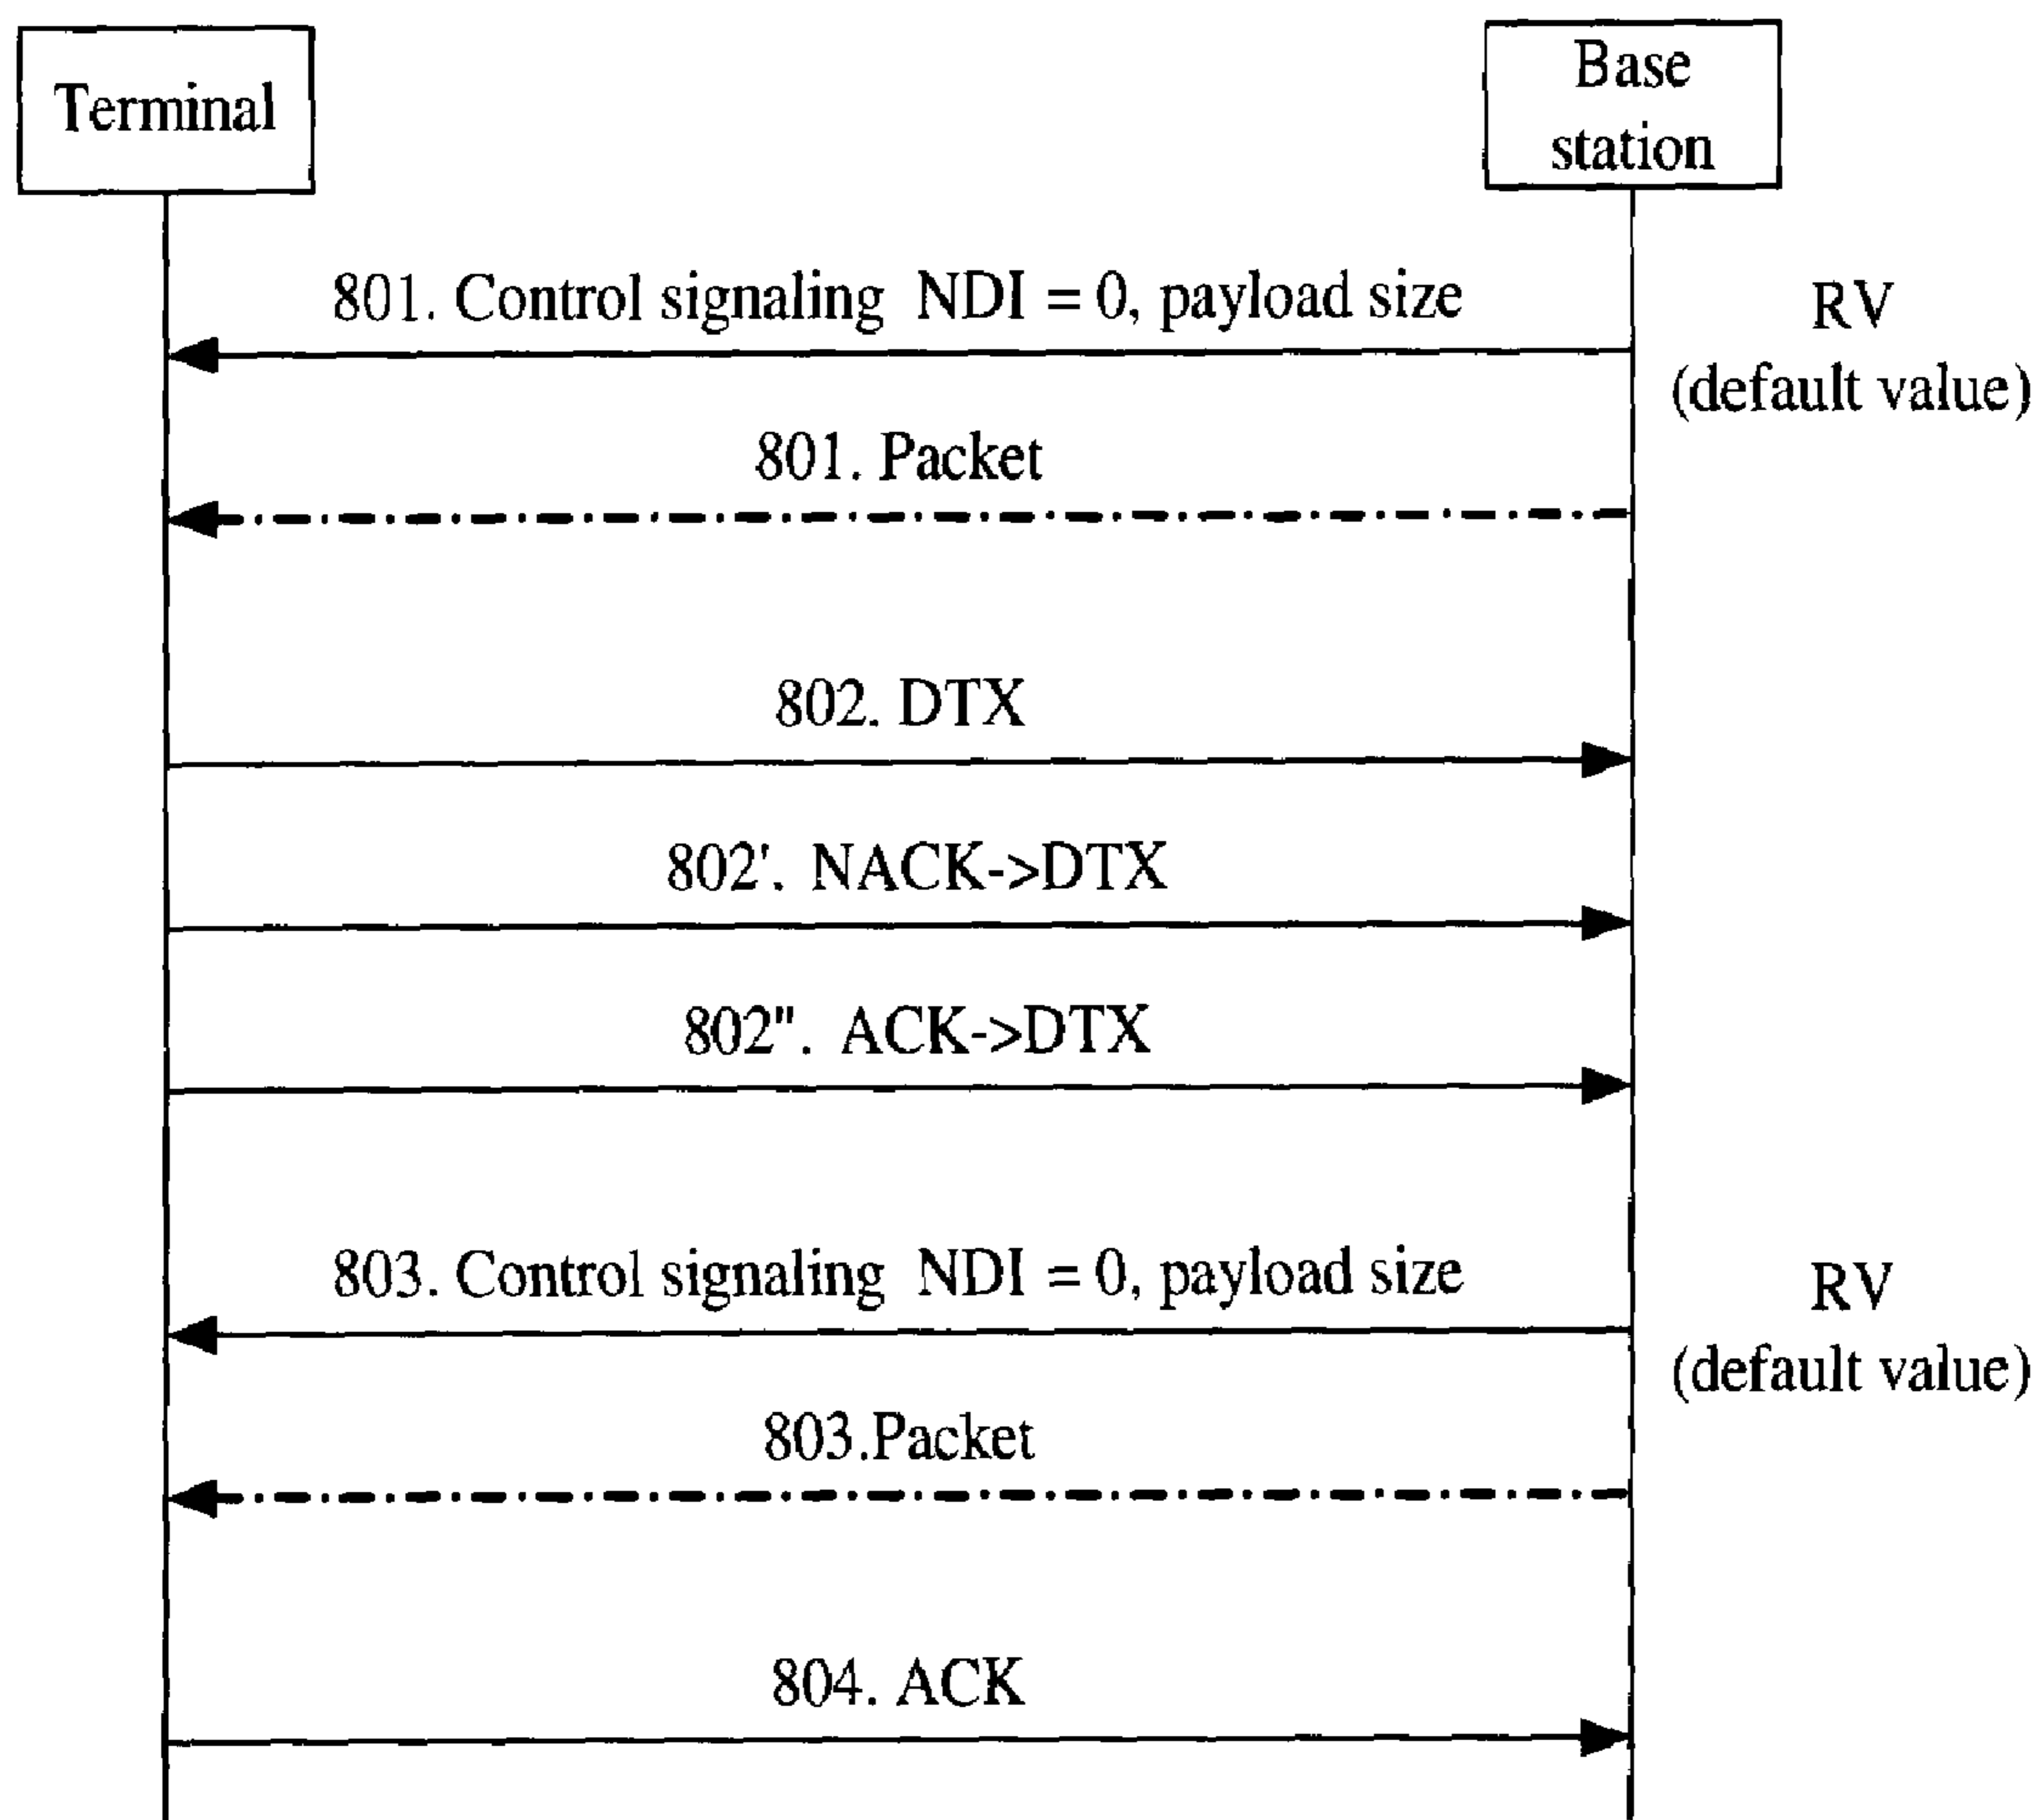 Terminal
Base
station
801. Control signaling NDI = 0, payload size
RV
(default value)
801. Packet
802. DTX
802'. NACK->DTX
802". ACK->DTX
803. Control signaling NDI = 0, payload size
RV
(default value)
803.Packet
804. ACK